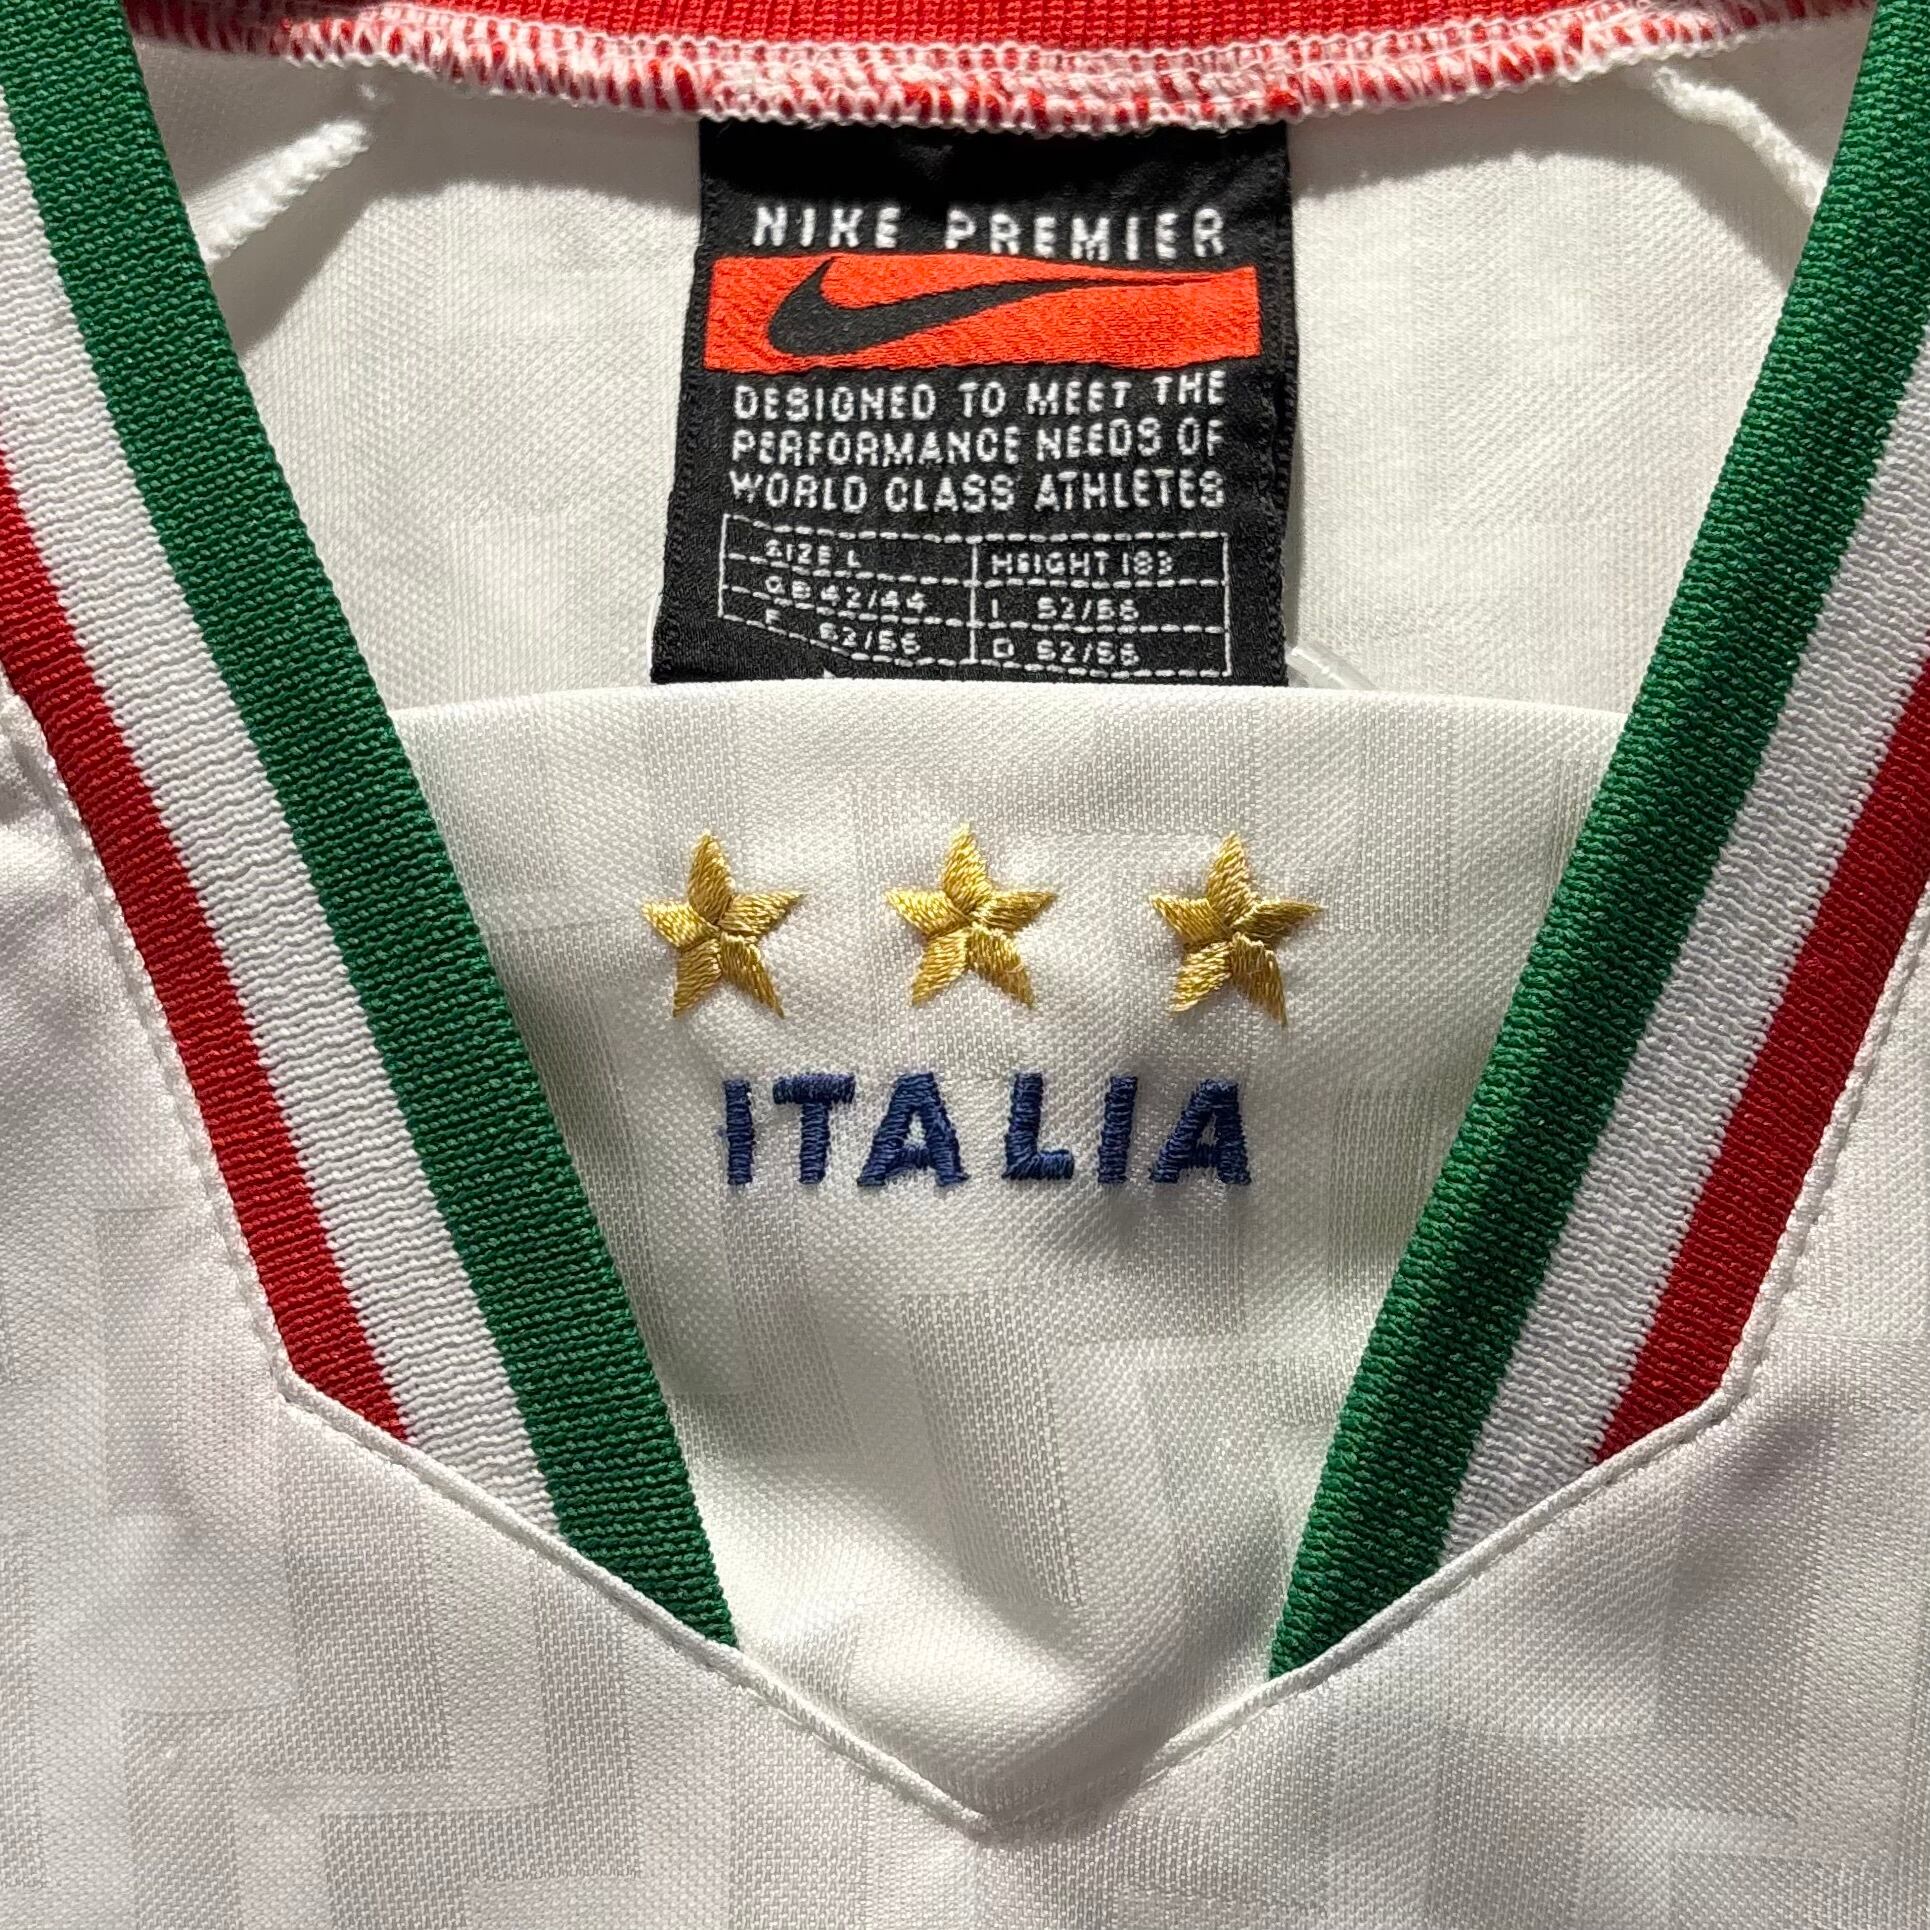 NIKE PREMIER
DESIGNED TO MEET THE
PERFORMANCE NEEDS OF
WORLD CLASS ATHLETES
SIZE L HEIGHT 183
GB 42/44 I 52/56
F 52/56 D 52/56
ITALIA